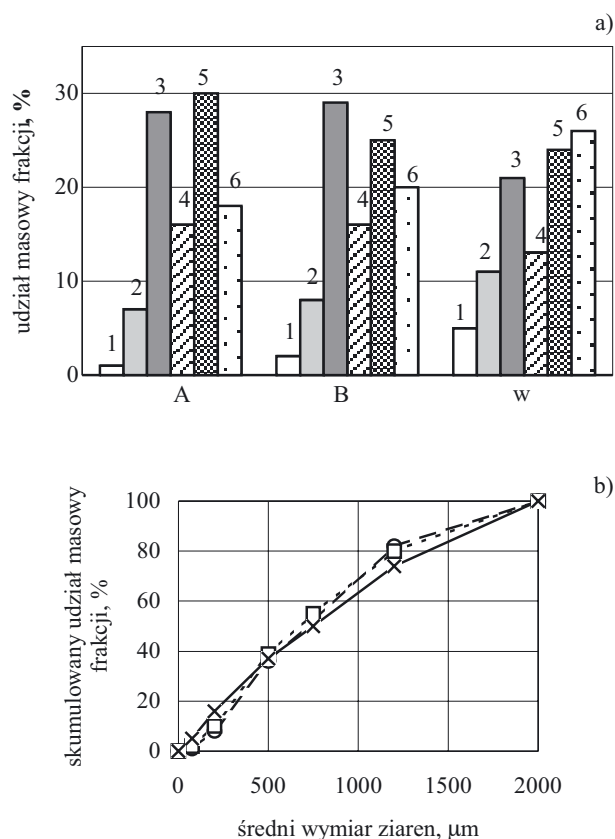 a)
udział masowy frakcji, %
30
20
10
0
1 2 3 4 5 6
1 2 3 4 5 6
1 2 3 4 5 6
A B w
b)
skumulowany udział masowy
frakcji, %
100
80
60
40
20
0
0 500 1000 1500 2000
średni wymiar ziaren, μm